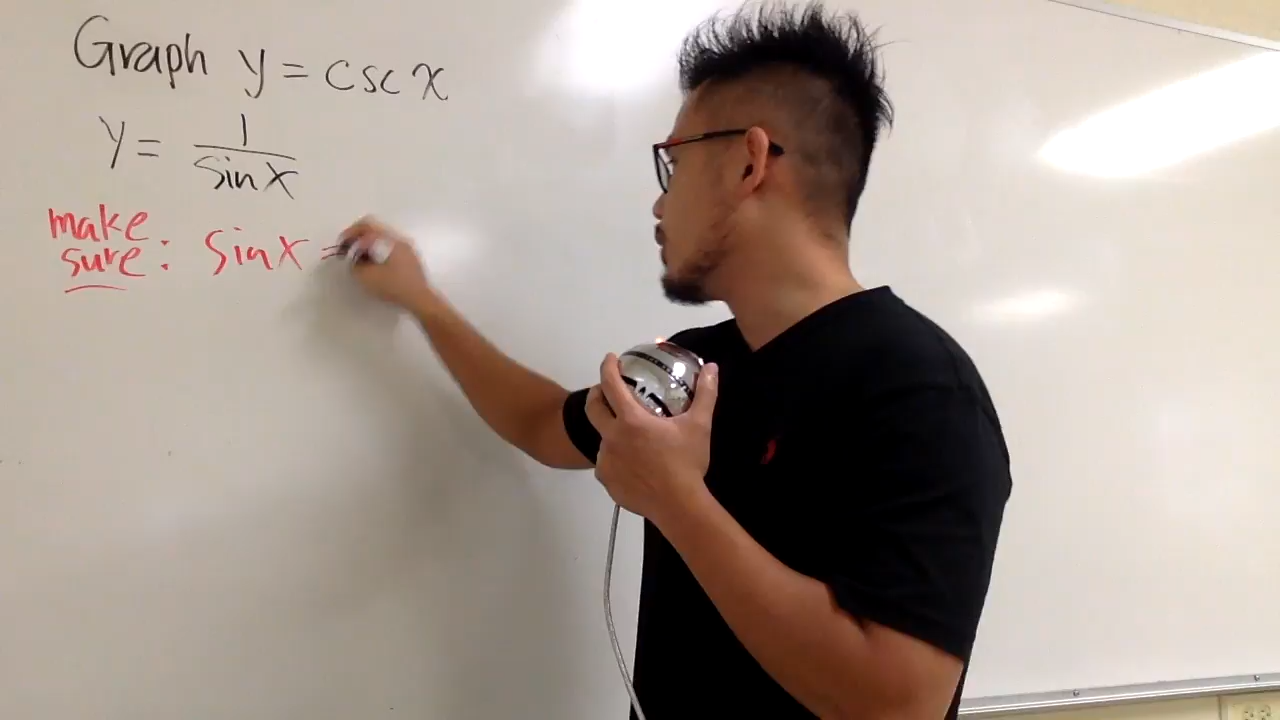 Graph y = csc x
y = 1/sin x
make sure: sin x =